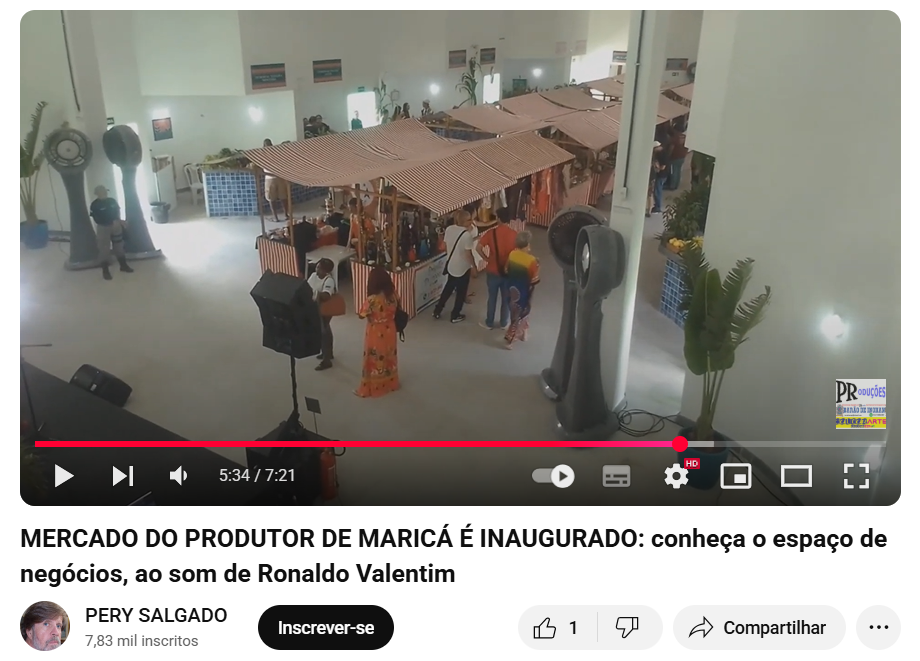 PRODUÇÕES
HD
5:34 / 7:21
MERCADO DO PRODUTOR DE MARICÁ É INAUGURADO: conheça o espaço de
negócios, ao som de Ronaldo Valentim
PERY SALGADO
7,83 mil inscritos
Inscrever-se
1
Compartilhar